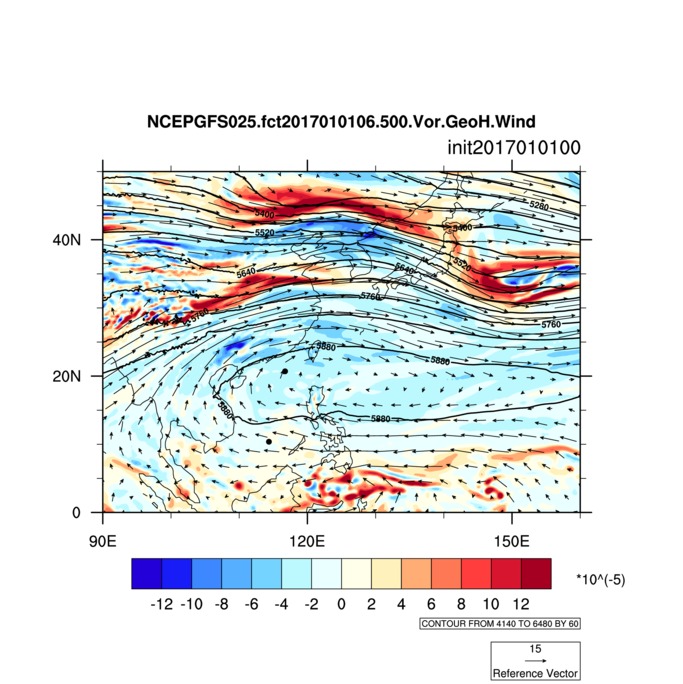 NCEPGFS025.fct2017010106.500.Vor.GeoH.Wind
init2017010100
5280
5400
5460
5520
40N
5520
5640
5640
5760
5760
5760
5880
5880
20N
5880
5880
0
90E 120E 150E
-12 -10 -8 -6 -4 -2 0 2 4 6 8 10 12
*10^(-5)
CONTOUR FROM 4140 TO 6480 BY 60
15
Reference Vector